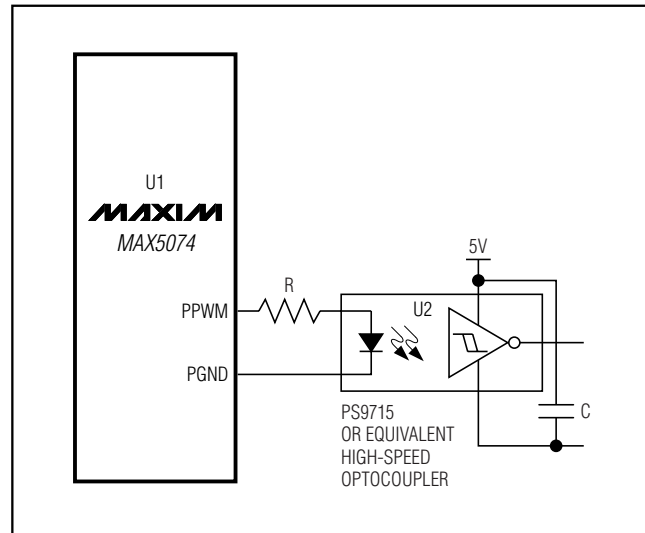 U1
MAXIM
MAX5074
5V
R
PPWM
U2
PGND
C
PS9715
OR EQUIVALENT
HIGH-SPEED
OPTOCOUPLER